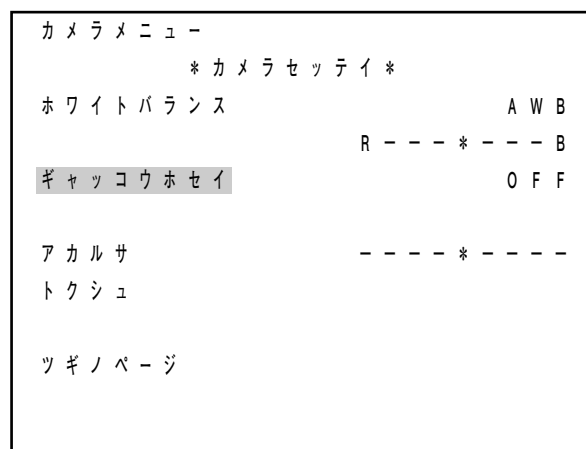 カメラメニュー
*カメラセッテイ*
ホワイトバランス AWB
R---*---B
ギャッコウホセイ OFF
アカルサ ----*----
トクシュ
ツギノページ